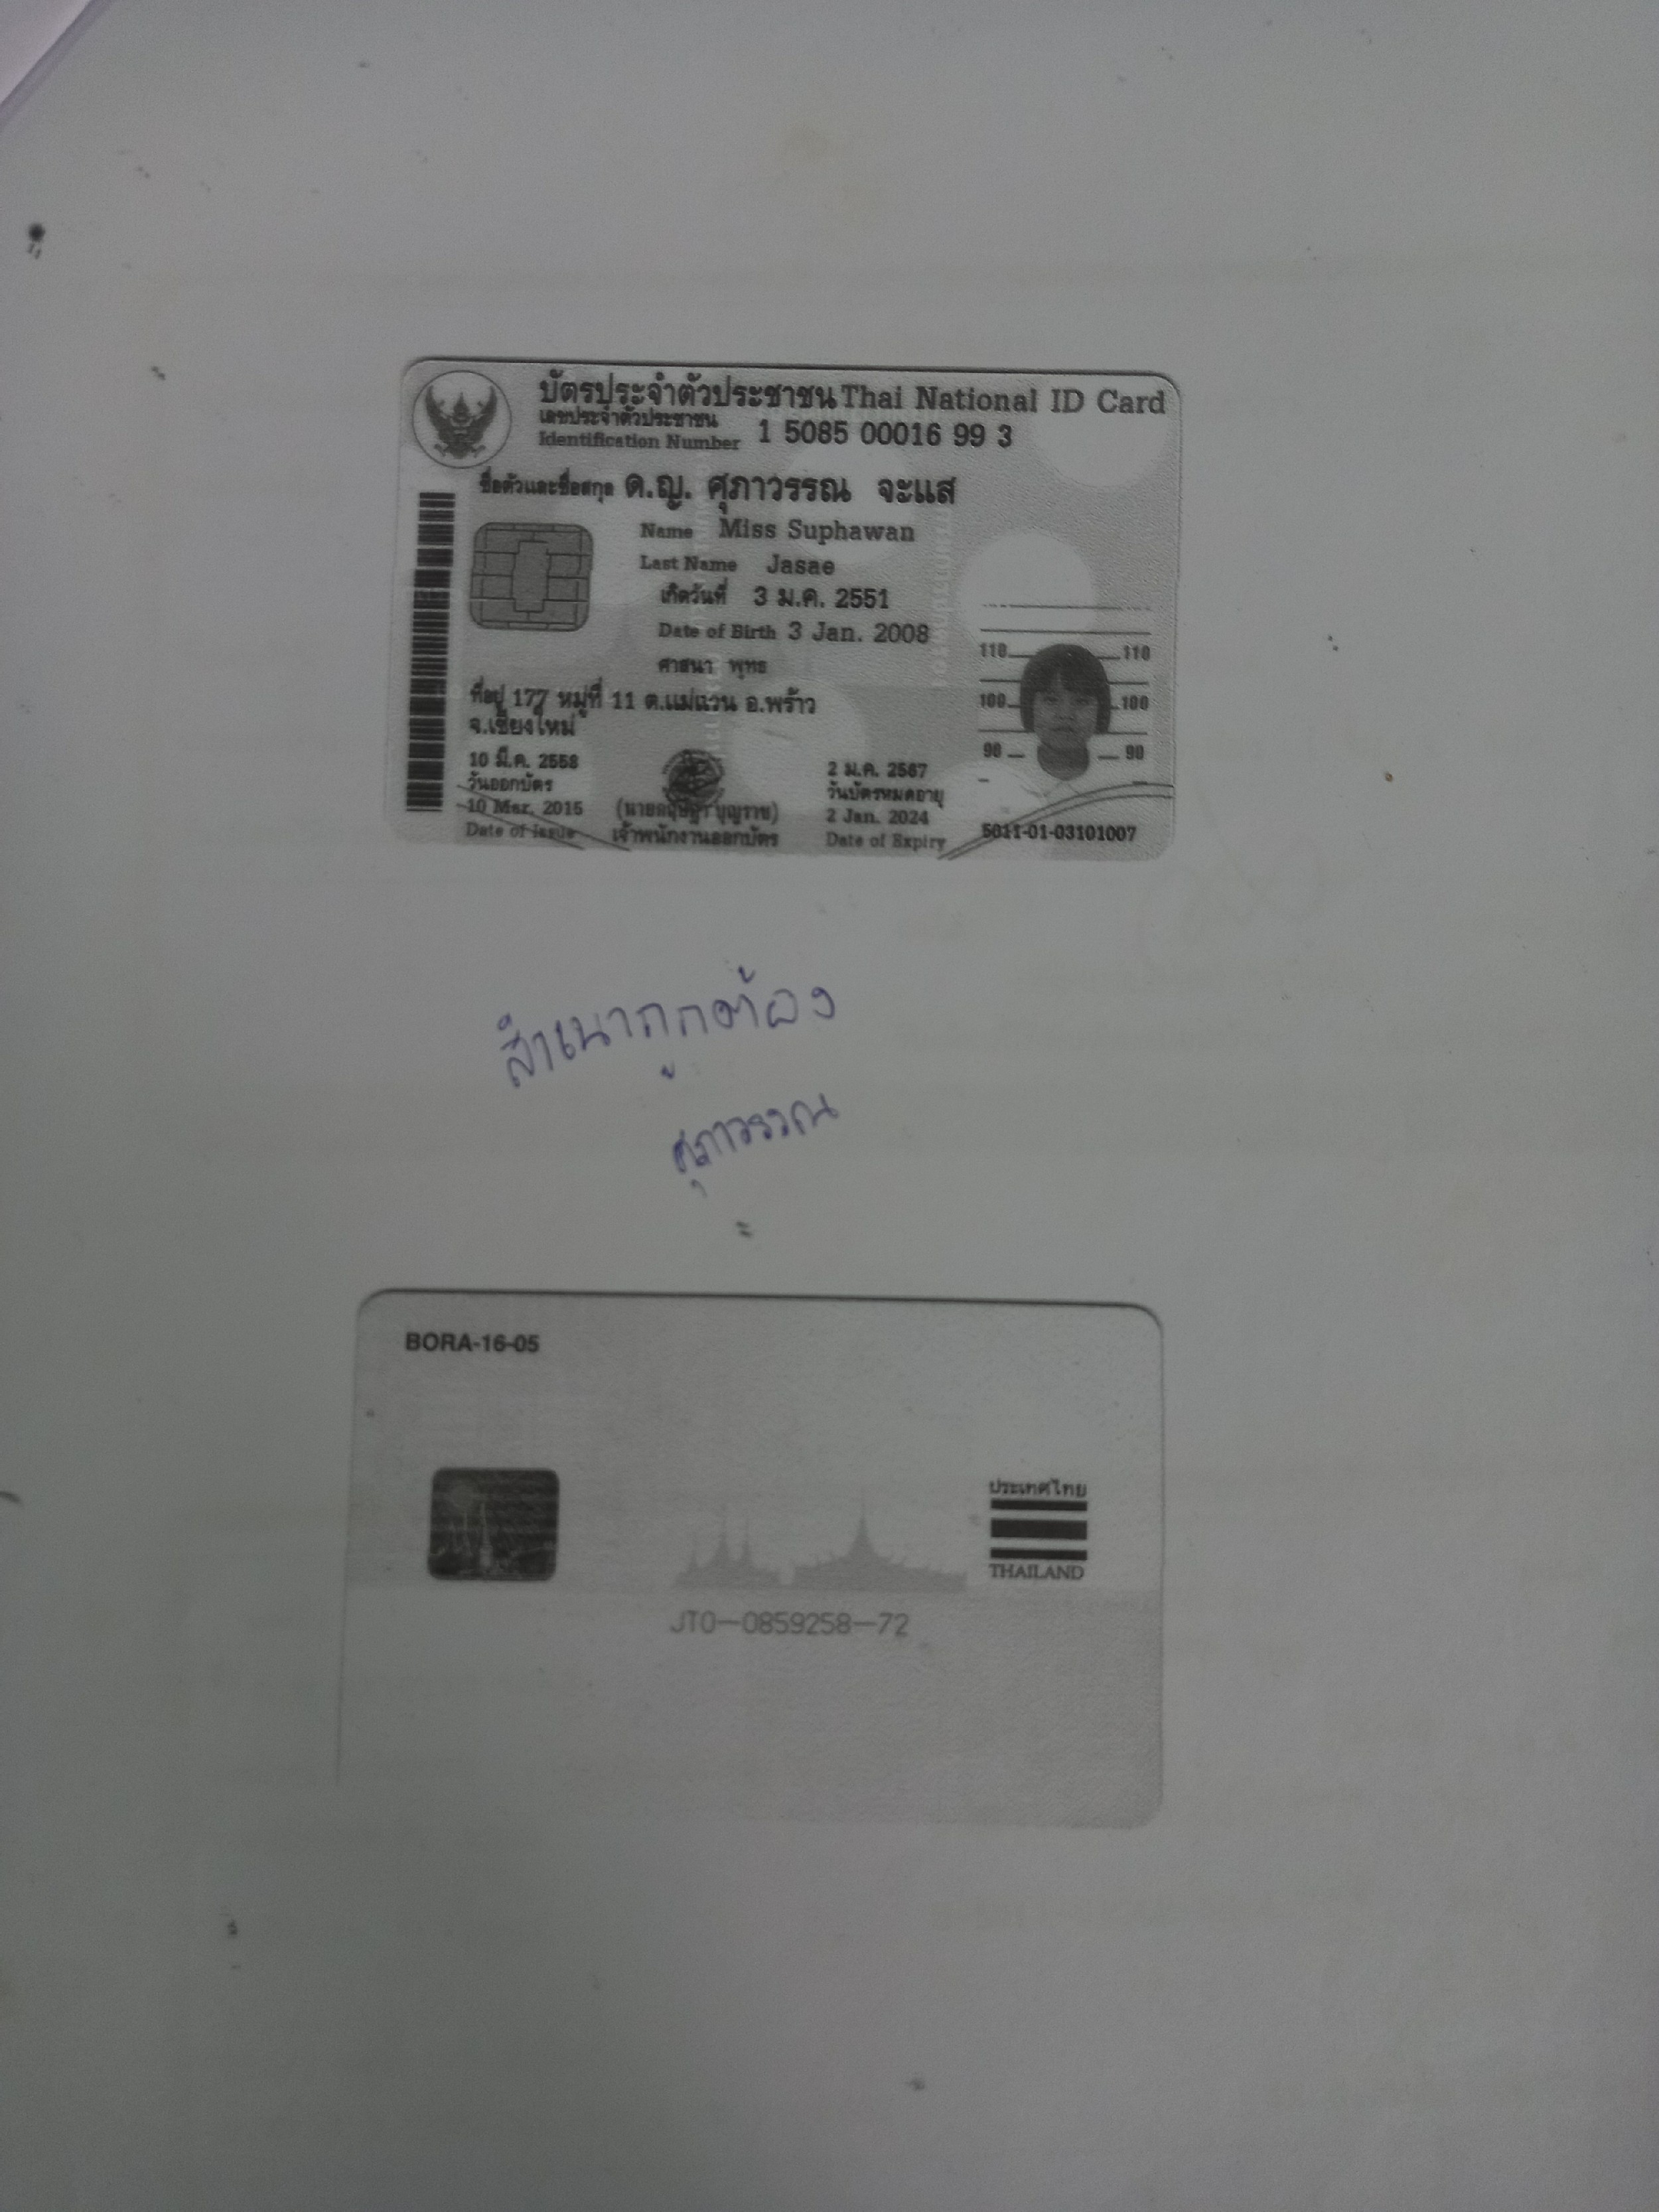 บัตรประจำตัวประชาชน Thai National ID Card
เลขประจำตัวประชาชน
Identification Number 1 5085 00016 99 3
ชื่อตัวและชื่อสกุล ด.ญ. ศุภาวรรณ จะแส
Name Miss Suphawan
Last Name Jasae
เกิดวันที่ 3 ม.ค. 2551
Date of Birth 3 Jan. 2008
ศาสนา พุทธ
ที่อยู่ 177 หมู่ที่ 11 ต.แม่แวน อ.พร้าว
จ.เชียงใหม่
110 110
100 100
90 90
10 มี.ค. 2558
วันออกบัตร
10 Mar. 2015
Date of Issue
บุญราช)
เจ้าพนักงานออกบัตร
2 ม.ค. 2567
วันบัตรหมดอายุ
2 Jan. 2024
Date of Expiry
5011-01-03101007
สำเนาถูกต้อง
ศุภาวรรณ
BORA-16-05
ประเทศไทย
THAILAND
JT0-0859258-72